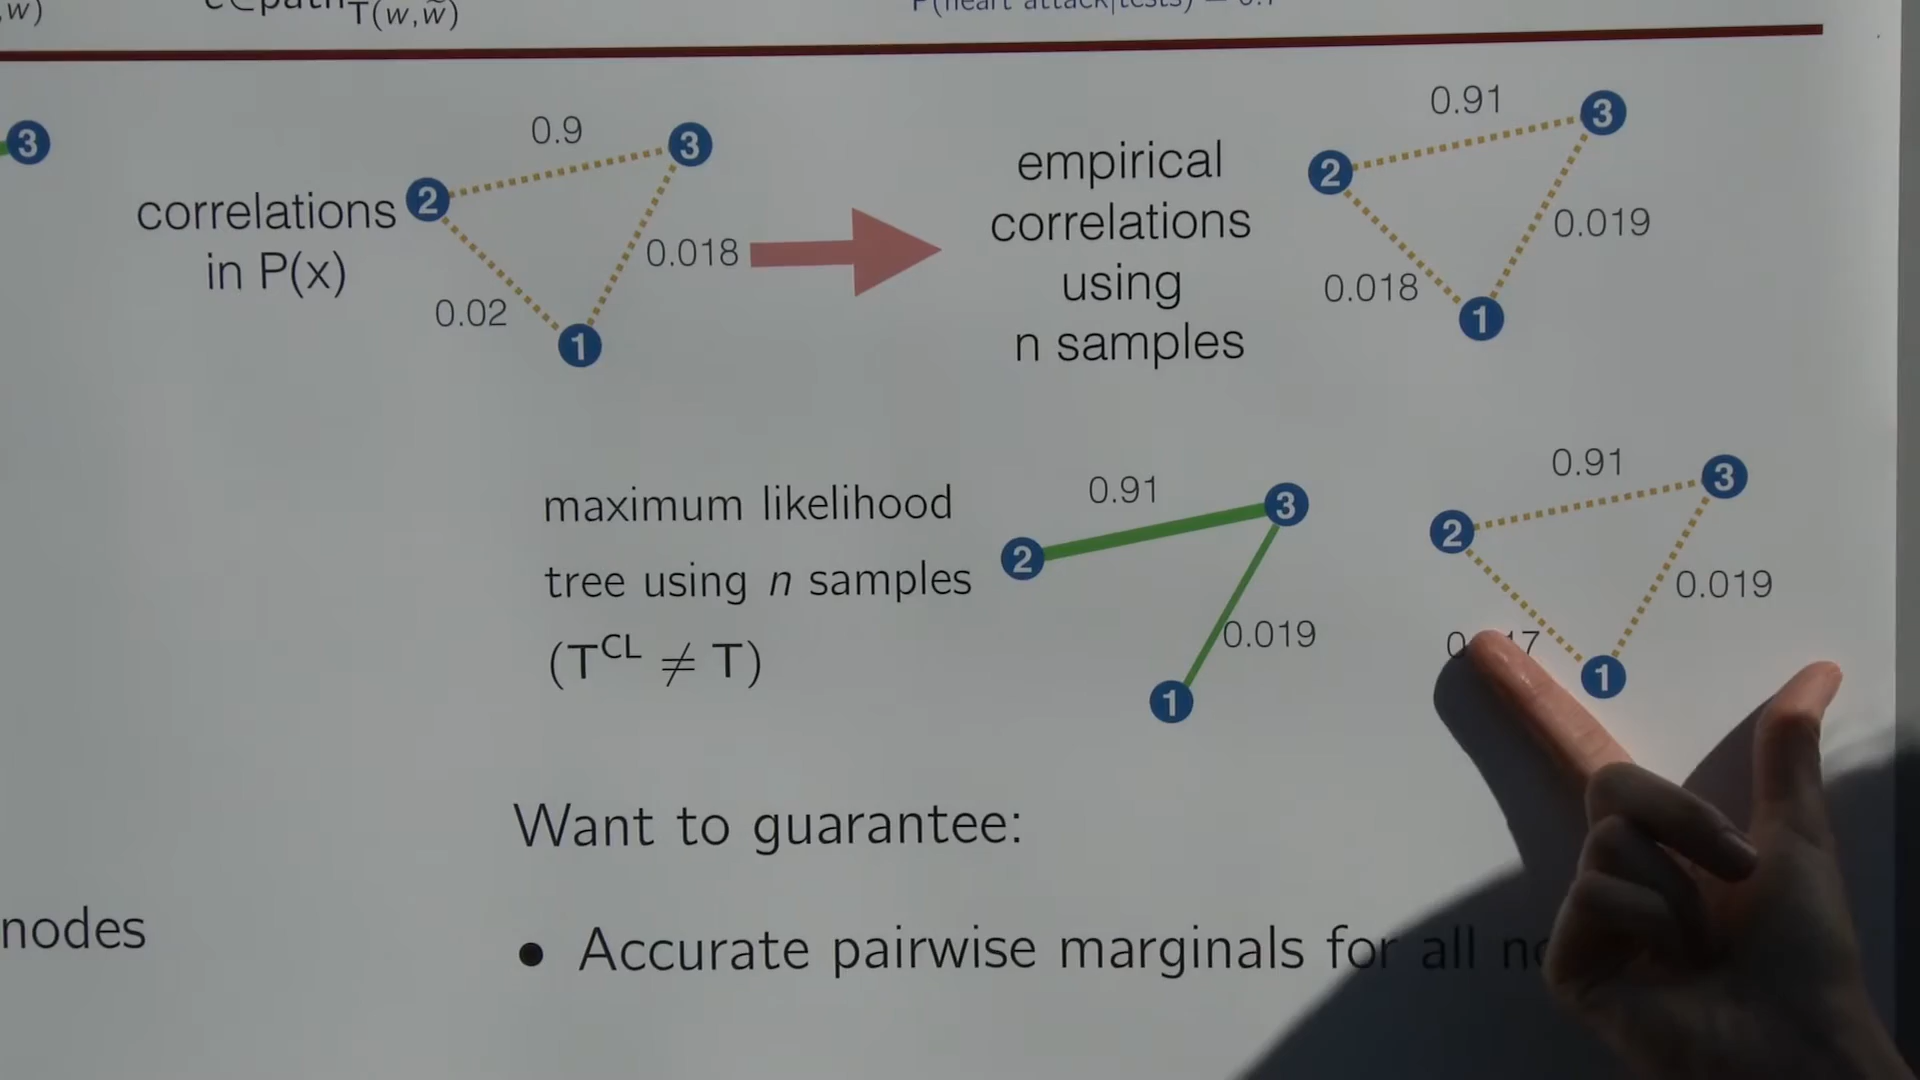 T(w,w̃)
0.9
3
3
correlations
in P(x)
2
0.018
0.02
1
empirical
correlations
using
n samples
0.91
3
2
0.019
0.018
1
maximum likelihood
tree using n samples
(T^CL ≠ T)
0.91
3
2
0.019
1
0.91
3
2
0.019
1
Want to guarantee:
nodes
• Accurate pairwise marginals for all